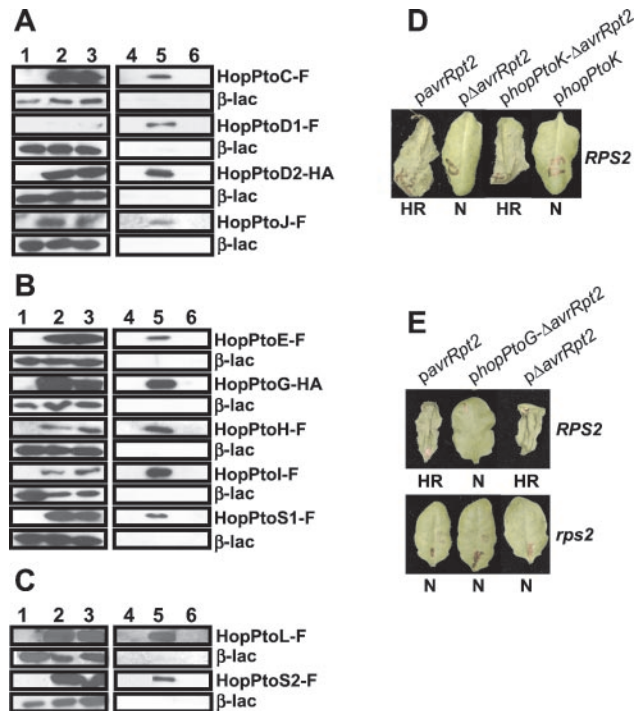 A
1 2 3 4 5 6
HopPtoC-F
β-lac
HopPtoD1-F
β-lac
HopPtoD2-HA
β-lac
HopPtoJ-F
β-lac
B
1 2 3 4 5 6
HopPtoE-F
β-lac
HopPtoG-HA
β-lac
HopPtoH-F
β-lac
HopPtoI-F
β-lac
HopPtoS1-F
β-lac
C
1 2 3 4 5 6
HopPtoL-F
β-lac
HopPtoS2-F
β-lac
D
pavrRpt2 pΔavrRpt2 phopPtoK-ΔavrRpt2 phopPtoK
RPS2
HR N HR N
E
pavrRpt2 phopPtoG-ΔavrRpt2 pΔavrRpt2
RPS2
HR N HR
rps2
N N N